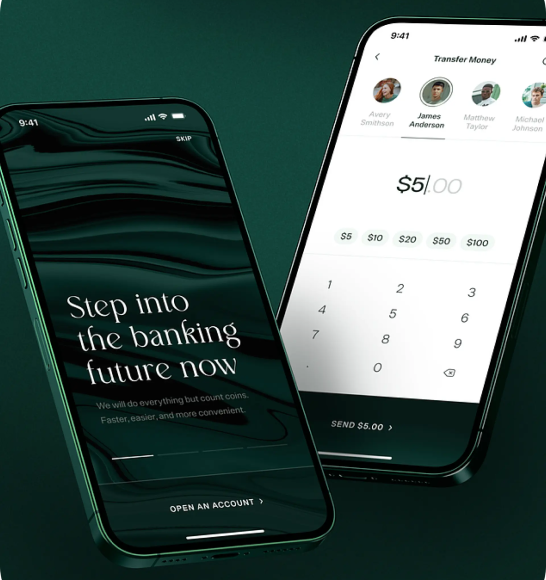 9:41
SKIP
Step into
the banking
future now
We will do everything but count coins.
Faster, easier, and more convenient.
OPEN AN ACCOUNT >
9:41
<
Transfer Money
Avery
Smithson
James
Anderson
Matthew
Taylor
Michael
Johnson
$5.00
$5 $10 $20 $50 $100
1 2 3
4 5 6
7 8 9
. 0
SEND $5.00 >